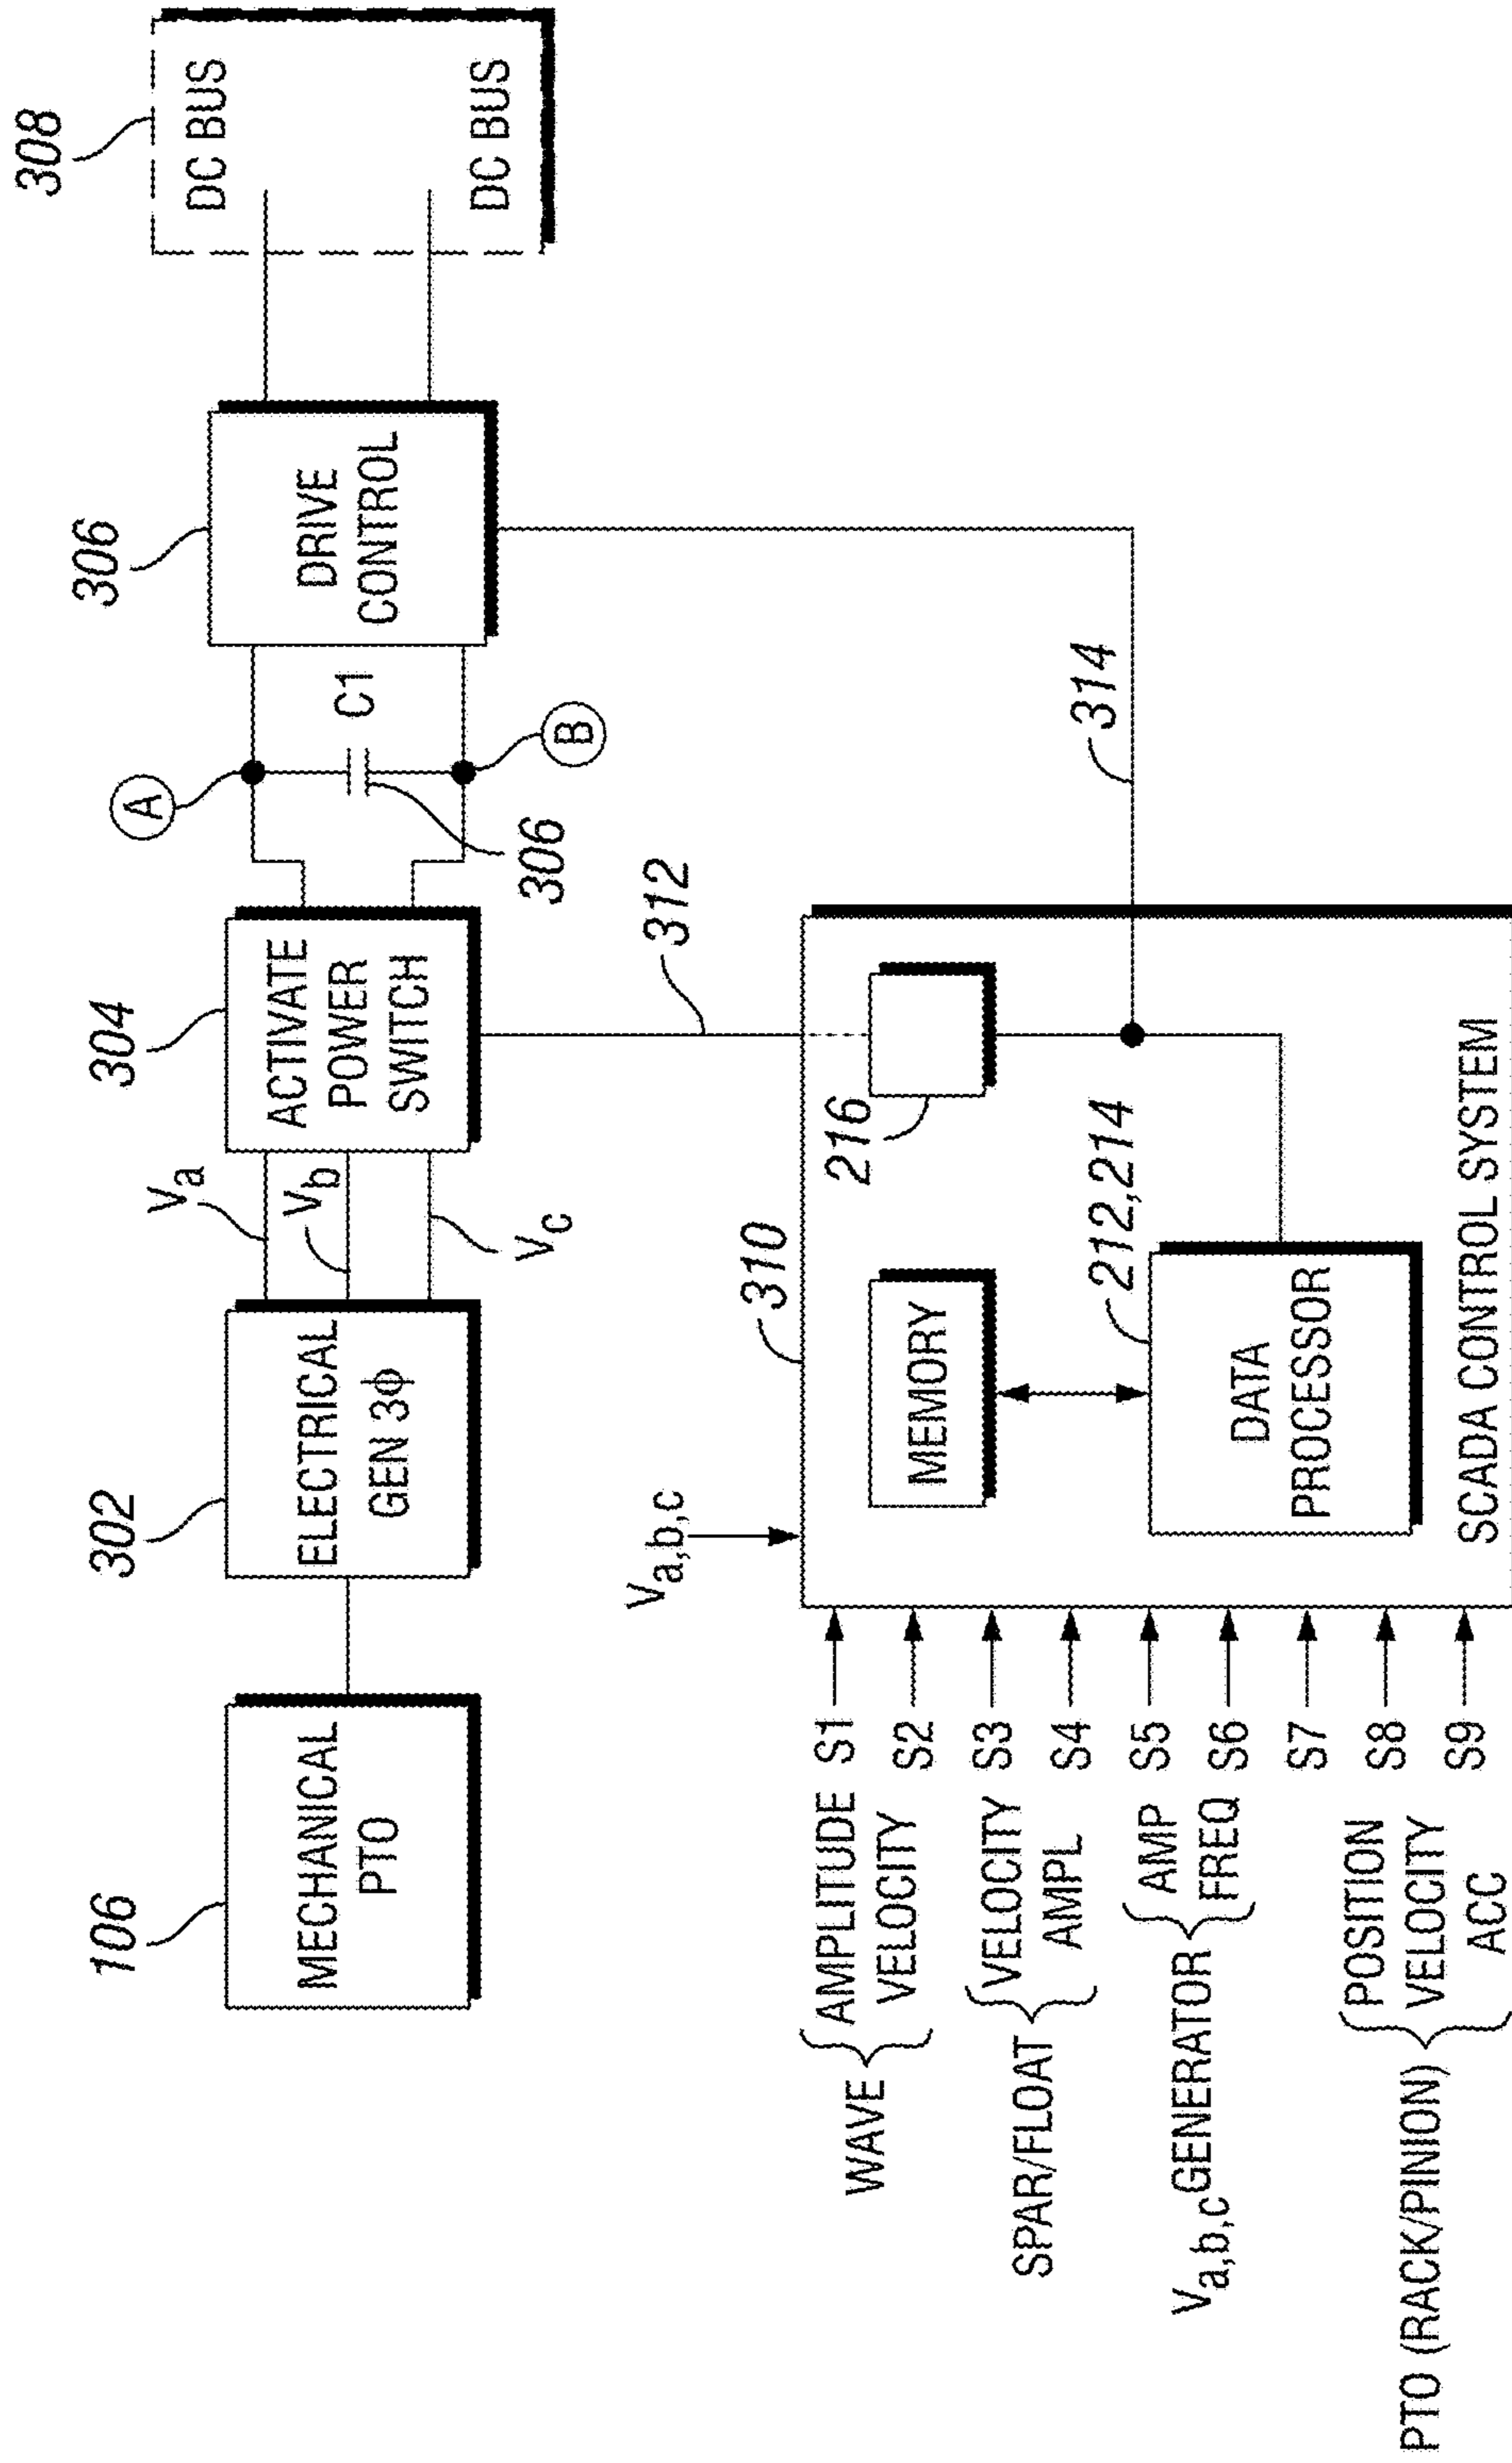 106
MECHANICAL
PTO
302
ELECTRICAL
GEN 3ϕ
Va
Vb
Vc
304
ACTIVATE
POWER
SWITCH
A
B
C1
306
306
DRIVE
CONTROL
308
DC BUS
DC BUS
312
314
310
Va,b,c
MEMORY
216
212,214
DATA
PROCESSOR
SCADA CONTROL SYSTEM
WAVE
AMPLITUDE S1
VELOCITY S2
SPAR/FLOAT
VELOCITY S3
AMPL S4
Va,b,c GENERATOR
AMP S5
FREQ S6
S7
PTO (RACK/PINION)
POSITION S8
VELOCITY S9
ACC